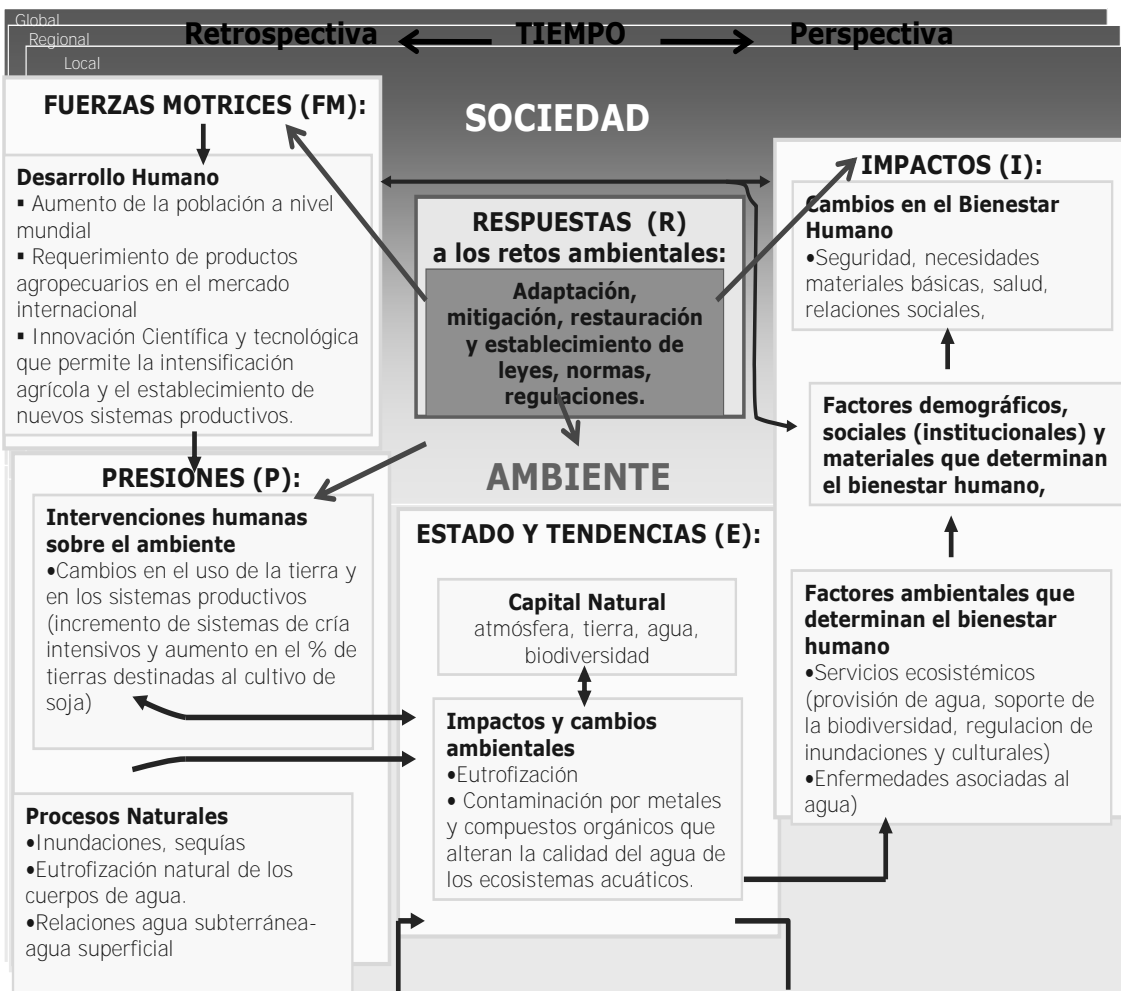 Global
Regional
Local
Retrospectiva
TIEMPO
Perspectiva
SOCIEDAD
FUERZAS MOTRICES (FM):
Desarrollo Humano
▪ Aumento de la población a nivel
mundial
▪ Requerimiento de productos
agropecuarios en el mercado
internacional
▪ Innovación Científica y tecnológica
que permite la intensificación
agrícola y el establecimiento de
nuevos sistemas productivos.
PRESIONES (P):
Intervenciones humanas
sobre el ambiente
•Cambios en el uso de la tierra y
en los sistemas productivos
(incremento de sistemas de cría
intensivos y aumento en el % de
tierras destinadas al cultivo de
soja)
Procesos Naturales
•Inundaciones, sequías
•Eutrofización natural de los
cuerpos de agua.
•Relaciones agua subterránea-
agua superficial
RESPUESTAS (R)
a los retos ambientales:
Adaptación,
mitigación, restauración
y establecimiento de
leyes, normas,
regulaciones.
AMBIENTE
ESTADO Y TENDENCIAS (E):
Capital Natural
atmósfera, tierra, agua,
biodiversidad
Impactos y cambios
ambientales
•Eutrofización
• Contaminación por metales
y compuestos orgánicos que
alteran la calidad del agua de
los ecosistemas acuáticos.
IMPACTOS (I):
Cambios en el Bienestar
Humano
•Seguridad, necesidades
materiales básicas, salud,
relaciones sociales,
Factores demográficos,
sociales (institucionales) y
materiales que determinan
el bienestar humano,
Factores ambientales que
determinan el bienestar
humano
•Servicios ecosistémicos
(provisión de agua, soporte de
la biodiversidad, regulacion de
inundaciones y culturales)
•Enfermedades asociadas al
agua)